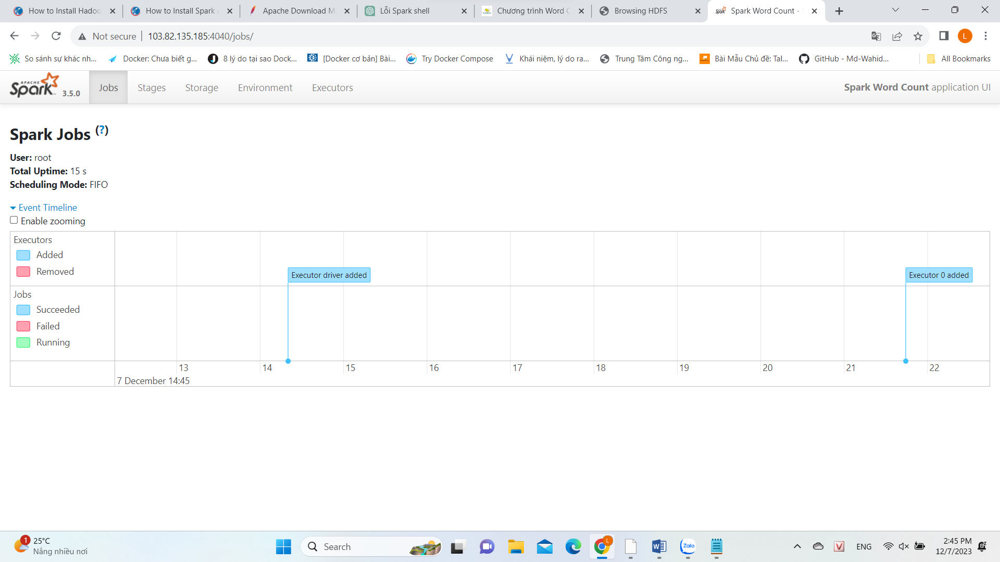 How to Install Hadoo
How to Install Spark
Apache Download Mi
Lỗi Spark shell
Chương trình Word C
Browsing HDFS
Spark Word Count -
Not secure
103.82.135.185:4040/jobs/
L
So sánh sự khác nh...
Docker: Chưa biết g...
8 lý do tại sao Dock...
[Docker cơ bản] Bài...
Try Docker Compose
Khái niệm, lý do ra...
Trung Tâm Công ng...
Bài Mẫu Chủ đề: Tal...
GitHub - Md-Wahid...
All Bookmarks
APACHE
Spark 3.5.0
Jobs
Stages
Storage
Environment
Executors
Spark Word Count application UI
Spark Jobs (?)
User: root
Total Uptime: 15 s
Scheduling Mode: FIFO
Event Timeline
Enable zooming
Executors
Added
Removed
Executor driver added
Executor 0 added
Jobs
Succeeded
Failed
Running
13 14 15 16 17 18 19 20 21 22
7 December 14:45
1
25°C
Nắng nhiều nơi
Search
L
Zalo
V
ENG
2:45 PM
12/7/2023